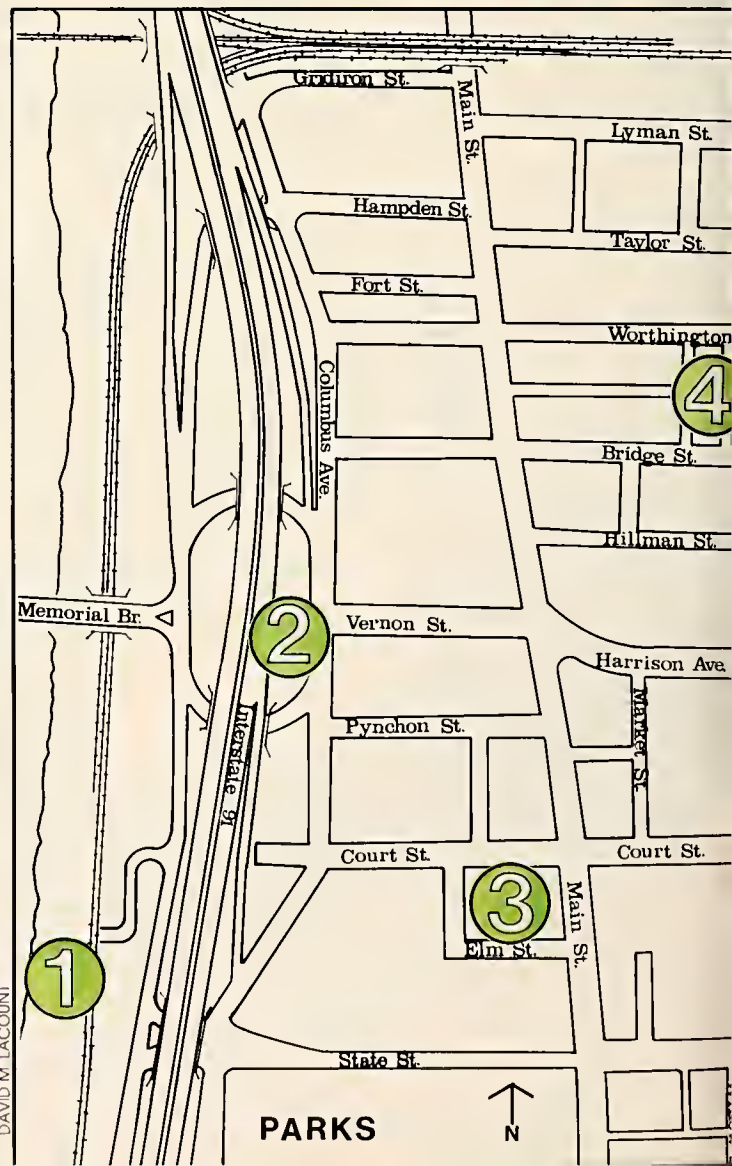 Gridiron St.
Main St.
Lyman St.
Hampden St.
Taylor St.
Fort St.
Worthington
4
Columbus Ave.
Bridge St.
Hillman St.
Memorial Br.
2
Vernon St.
Harrison Ave.
Market St.
Pynchon St.
Interstate 91
Court St.
Court St.
3
Main St.
Elm St.
1
DAVID M. LACOUNT
State St.
PARKS
N